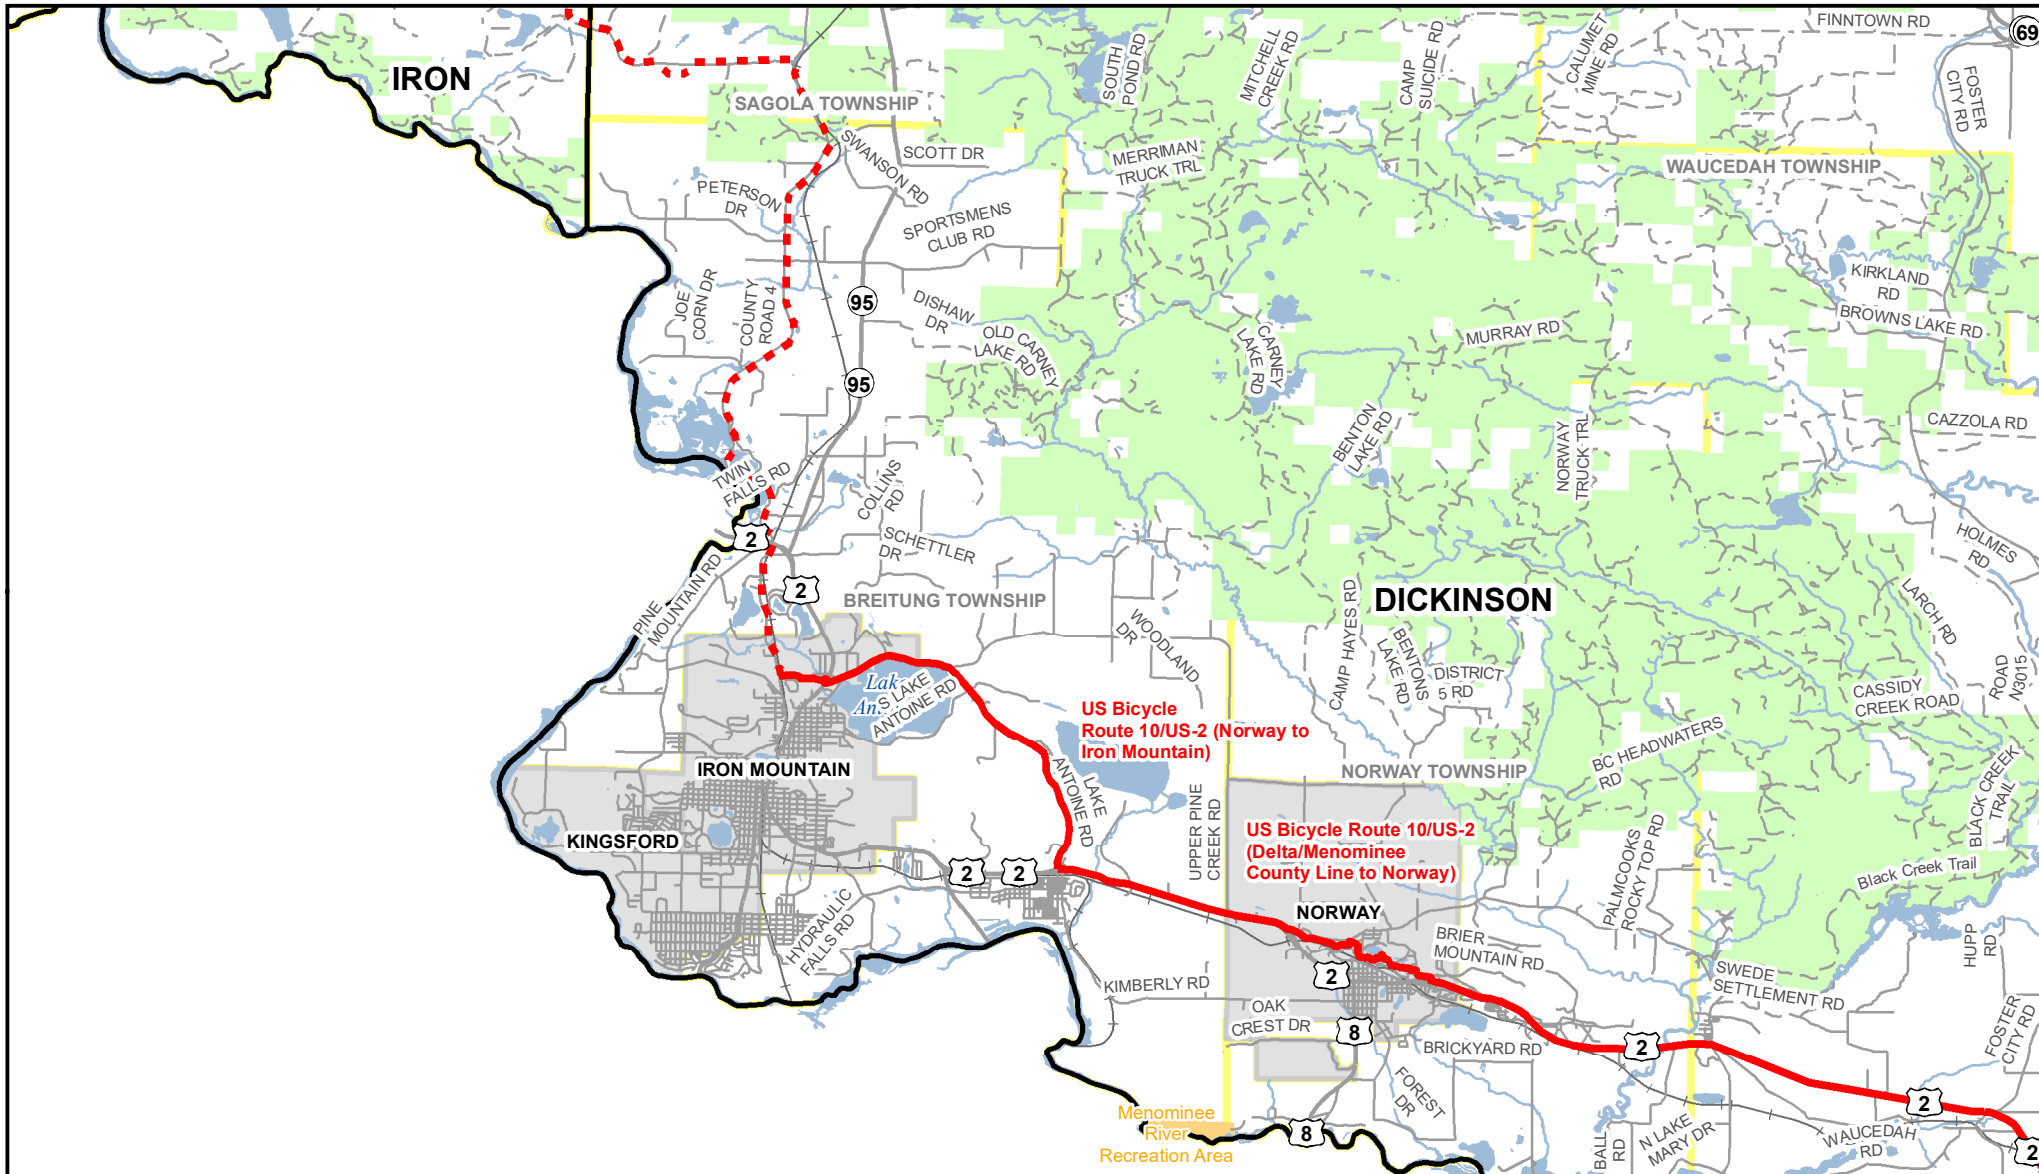 FINNTOWN RD
69
IRON
SOUTH
POND RD
MITCHELL
CREEK RD
CAMP
SUICIDE RD
CALUMET
MINE RD
FOSTER
CITY RD
SAGOLA TOWNSHIP
SWANSON RD
SCOTT DR
MERRIMAN
TRUCK TRL
WAUCEDAH TOWNSHIP
PETERSON
DR
SPORTSMENS
CLUB RD
JOE
CORN DR
COUNTY
ROAD 4
95
DISHAW
DR
OLD CARNEY
LAKE RD
CARNEY
LAKE RD
MURRAY RD
KIRKLAND
RD
BROWNS LAKE RD
95
BENTON
LAKE RD
NORWAY
TRUCK TRL
CAZZOLA RD
TWIN
FALLS RD
COLLINS
RD
SCHETTLER
DR
2
HOLMES
RD
PINE
MOUNTAIN RD
2
BREITUNG TOWNSHIP
WOODLAND
DR
CAMP HAYES RD
DICKINSON
BENTONS
LAKE RD
DISTRICT
5 RD
LARCH RD
ROAD
N3015
CASSIDY
CREEK ROAD
S LAKE
ANTOINE RD
US Bicycle
Route 10/US-2 (Norway to
Iron Mountain)
LAKE
ANTOINE RD
BC HEADWATERS
RD
IRON MOUNTAIN
NORWAY TOWNSHIP
UPPER PINE
CREEK RD
BLACK CREEK
TRAIL
KINGSFORD
US Bicycle Route 10/US-2
(Delta/Menominee
County Line to Norway)
PALMCOOKS
ROCKY TOP RD
Black Creek Trail
2
2
NORWAY
HYDRAULIC
FALLS RD
BRIER
MOUNTAIN RD
HUPP
RD
2
KIMBERLY RD
SWEDE
SETTLEMENT RD
OAK
CREST DR
8
BRICKYARD RD
2
FOSTER
CITY RD
FOREST
DR
2
Menominee
River
Recreation Area
8
BALL
RD
N LAKE
MARY DR
WAUCEDAH
RD
2